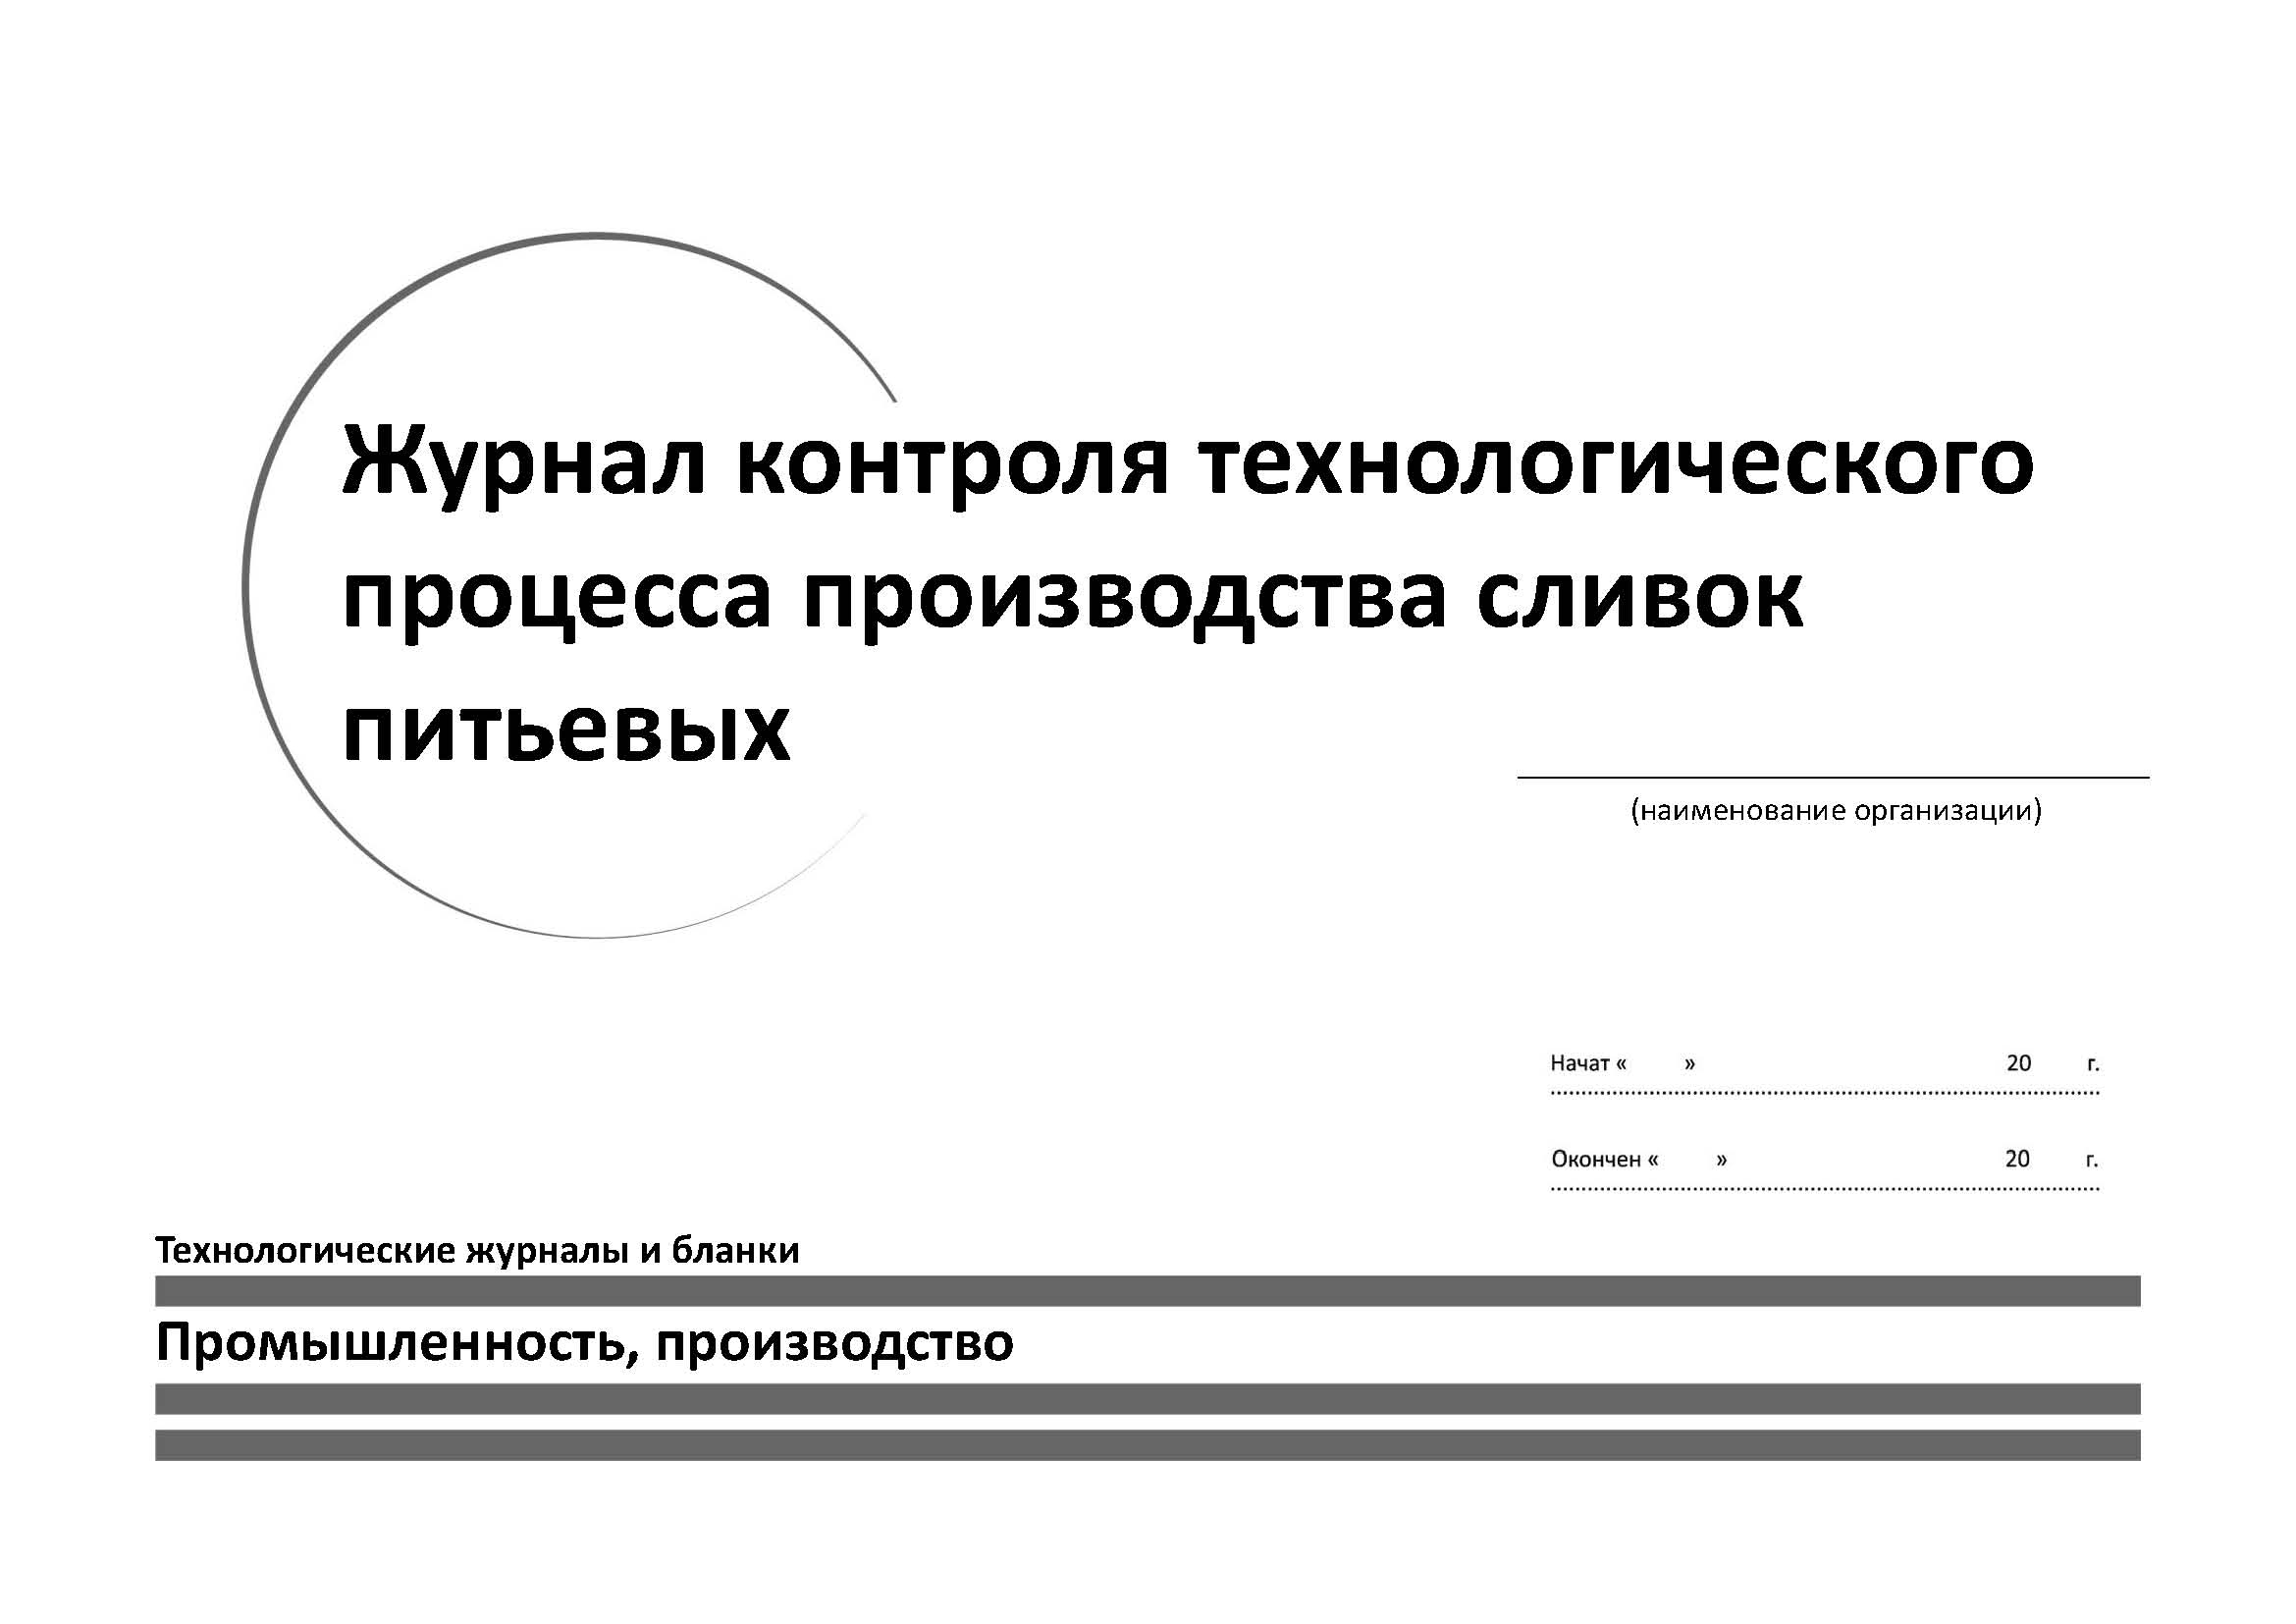 Журнал контроля технологического
процесса производства сливок
питьевых
(наименование организации)
Начат « » 20 г.
Окончен « » 20 г.
Технологические журналы и бланки
Промышленность, производство